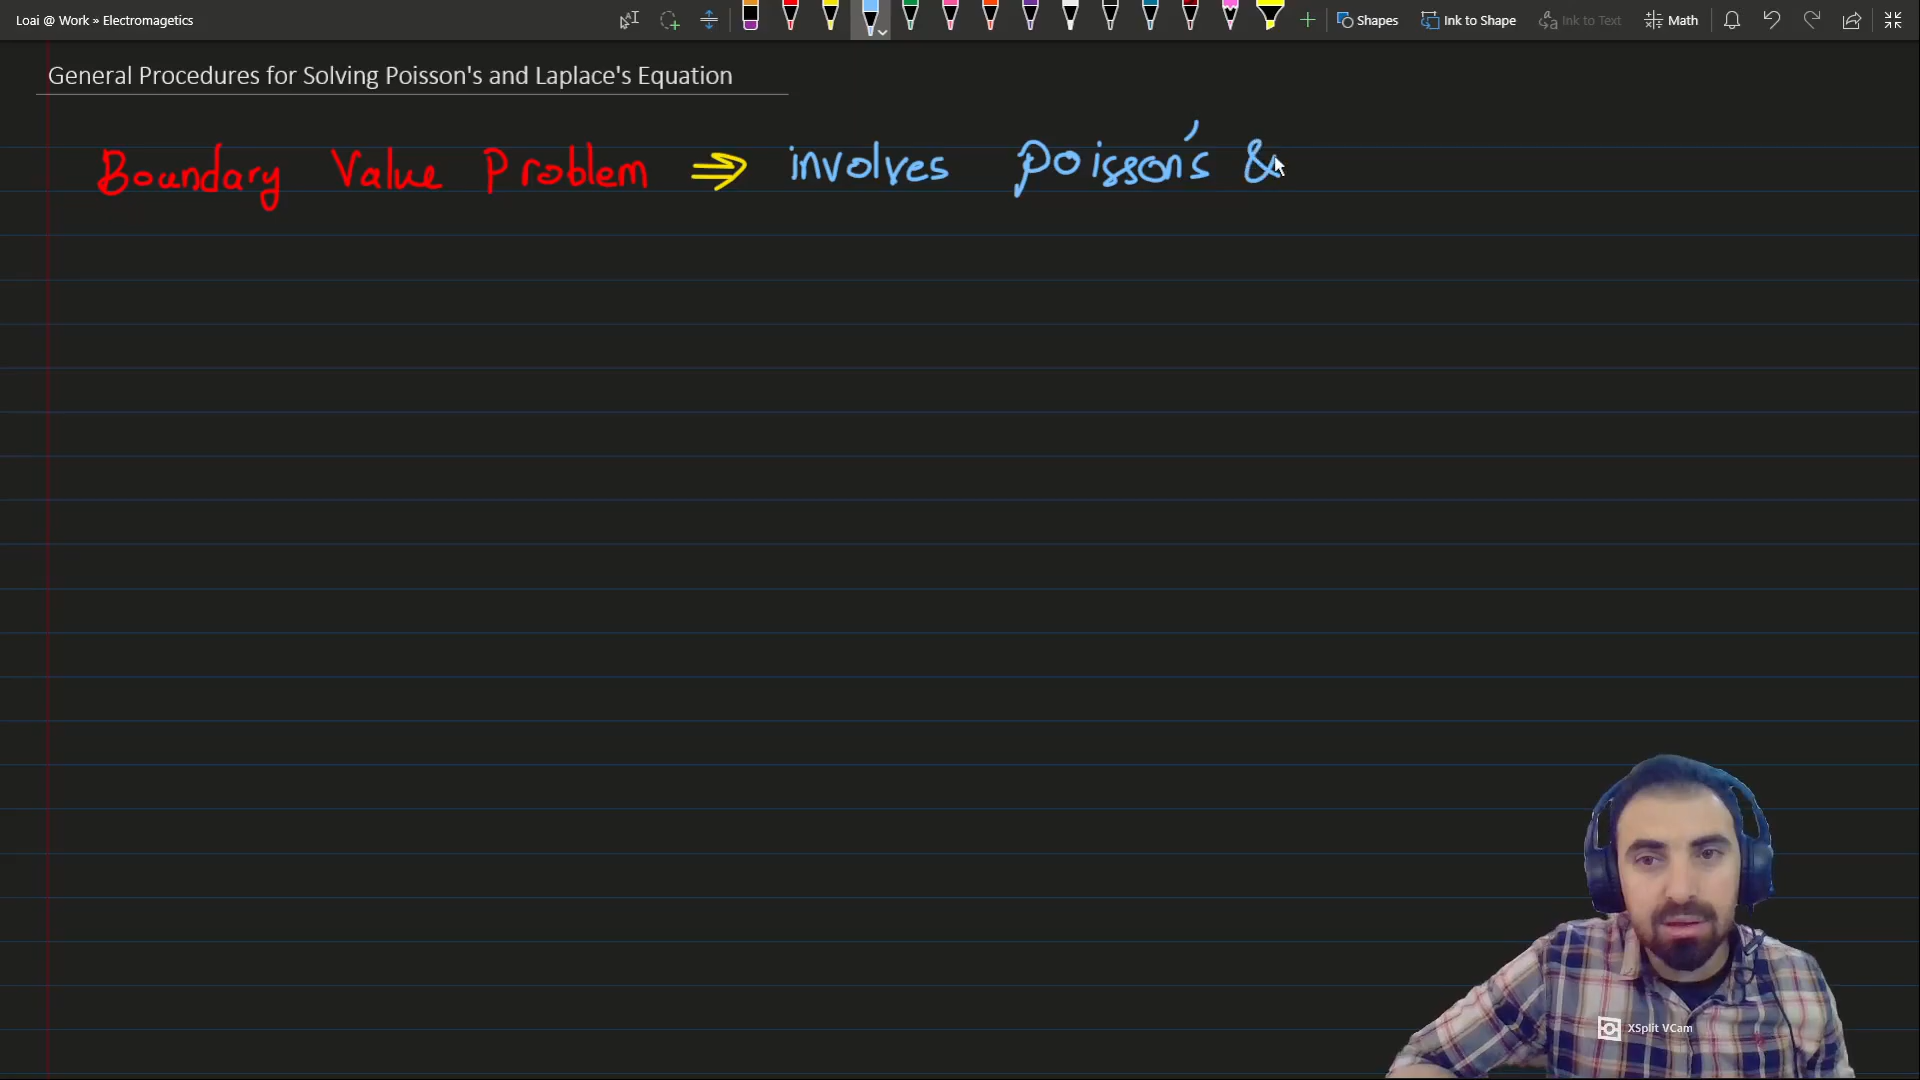 Loai @ Work » Electromagetics
Shapes Ink to Shape Ink to Text Math
General Procedures for Solving Poisson's and Laplace's Equation
Boundary Value Problem ⇒ involves Poisson's &
XSplit VCam